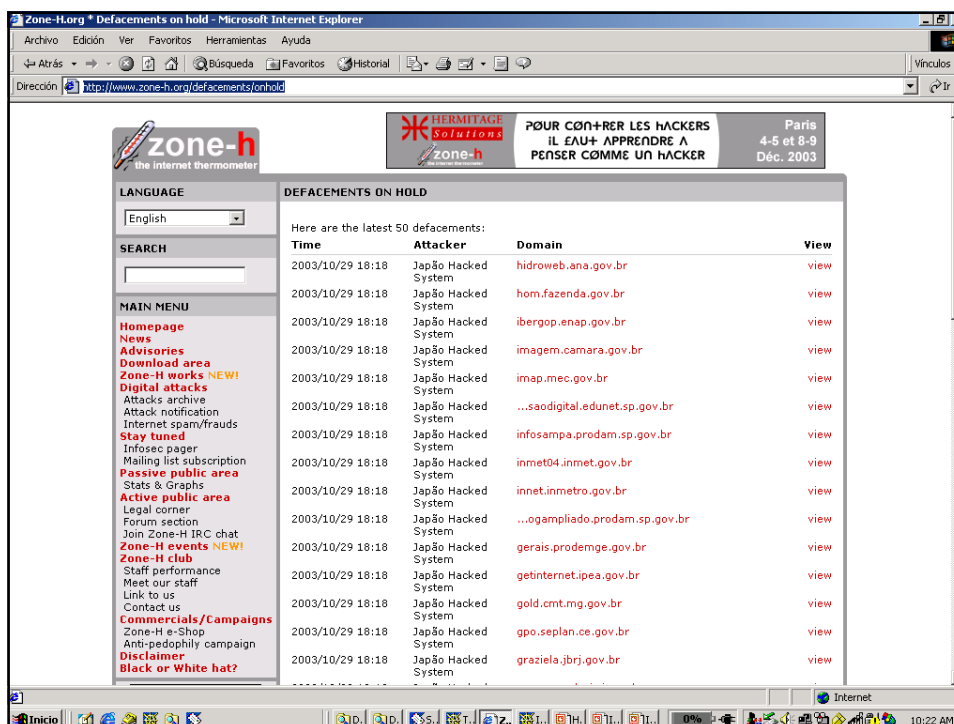 Zone-H.org * Defacements on hold - Microsoft Internet Explorer
Archivo Edición Ver Favoritos Herramientas Ayuda
Atrás Búsqueda Favoritos Historial Vínculos
Dirección http://www.zone-h.org/defacements/onhold Ir
zone-h
the internet thermometer
HERMITAGE
Solutions
zone-h
PØUR CØN+RER LES hACKERS
iL £AU+ APPRENDRE A
PENSER CØMME UN hACKER
Paris
4-5 et 8-9
Déc. 2003
LANGUAGE
English
SEARCH
MAIN MENU
Homepage
News
Advisories
Download area
Zone-H works NEW!
Digital attacks
Attacks archive
Attack notification
Internet spam/frauds
Stay tuned
Infosec pager
Mailing list subscription
Passive public area
Stats & Graphs
Active public area
Legal corner
Forum section
Join Zone-H IRC chat
Zone-H events NEW!
Zone-H club
Staff performance
Meet our staff
Link to us
Contact us
Commercials/Campaigns
Zone-H e-Shop
Anti-pedophily campaign
Disclaimer
Black or White hat?
DEFACEMENTS ON HOLD
Here are the latest 50 defacements:
Time Attacker Domain View
2003/10/29 18:18 Japão Hacked System hidroweb.ana.gov.br view
2003/10/29 18:18 Japão Hacked System hom.fazenda.gov.br view
2003/10/29 18:18 Japão Hacked System ibergop.enap.gov.br view
2003/10/29 18:18 Japão Hacked System imagem.camara.gov.br view
2003/10/29 18:18 Japão Hacked System imap.mec.gov.br view
2003/10/29 18:18 Japão Hacked System ...saodigital.edunet.sp.gov.br view
2003/10/29 18:18 Japão Hacked System infosampa.prodam.sp.gov.br view
2003/10/29 18:18 Japão Hacked System inmet04.inmet.gov.br view
2003/10/29 18:18 Japão Hacked System innet.inmetro.gov.br view
2003/10/29 18:18 Japão Hacked System ...ogampliado.prodam.sp.gov.br view
2003/10/29 18:18 Japão Hacked System gerais.prodemge.gov.br view
2003/10/29 18:18 Japão Hacked System getinternet.ipea.gov.br view
2003/10/29 18:18 Japão Hacked System gold.cmt.mg.gov.br view
2003/10/29 18:18 Japão Hacked System gpo.seplan.ce.gov.br view
2003/10/29 18:18 Japão Hacked System graziela.jbrj.gov.br view
Internet
Inicio D. D. S.. T.. Z.. I... H. I.. I.. 0% 10:22 AM